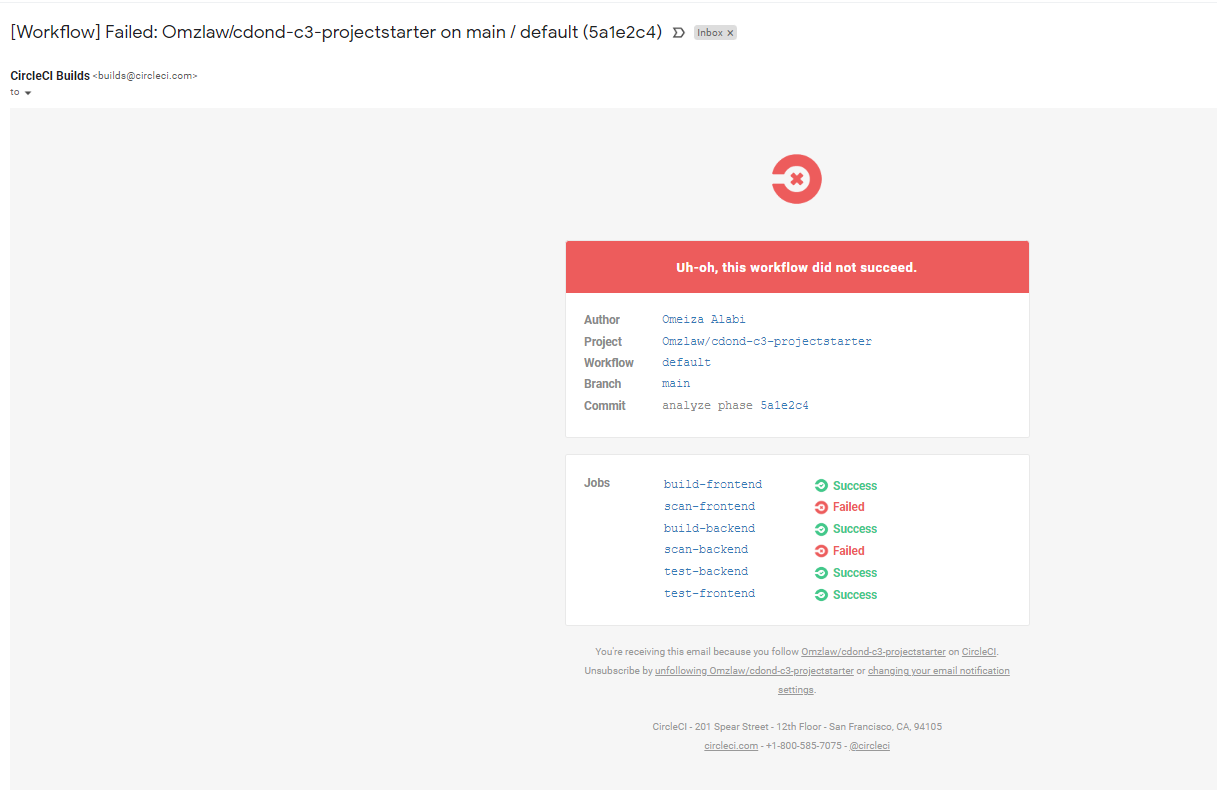 [Workflow] Failed: Omzlaw/cdond-c3-projectstarter on main / default (5a1e2c4) Inbox x
CircleCI Builds <builds@circleci.com>
to
Uh-oh, this workflow did not succeed.
Author Omeiza Alabi
Project Omzlaw/cdond-c3-projectstarter
Workflow default
Branch main
Commit analyze phase 5a1e2c4
Jobs build-frontend Success
scan-frontend Failed
build-backend Success
scan-backend Failed
test-backend Success
test-frontend Success
You're receiving this email because you follow Omzlaw/cdond-c3-projectstarter on CircleCI.
Unsubscribe by unfollowing Omzlaw/cdond-c3-projectstarter or changing your email notification
settings.
CircleCI - 201 Spear Street - 12th Floor - San Francisco, CA, 94105
circleci.com - +1-800-585-7075 - @circleci